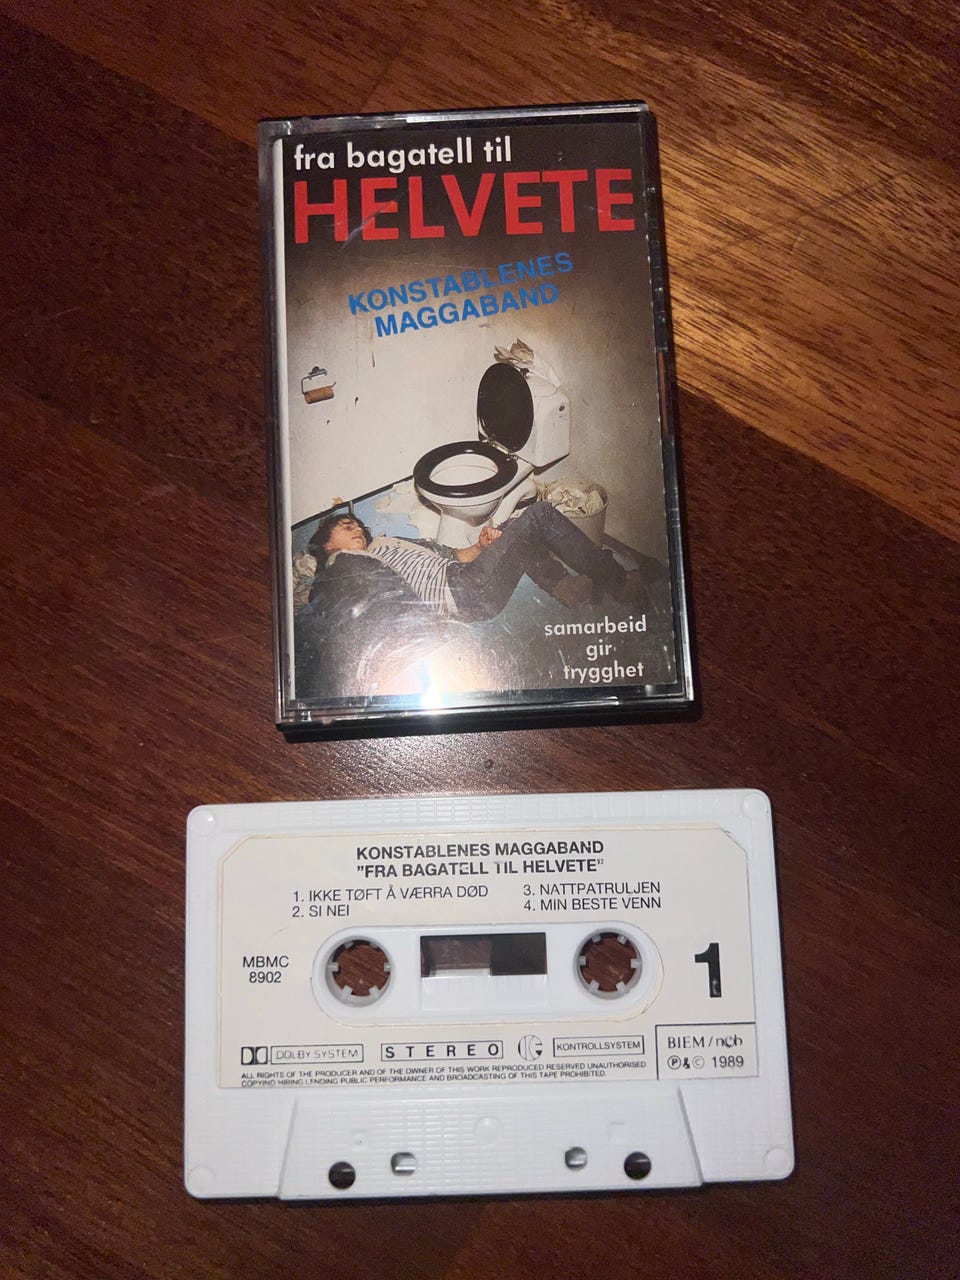 fra bagatell til
HELVETE
KONSTABLENES
MAGGABAND
samarbeid
gir
trygghet
KONSTABLENES MAGGABAND
"FRA BAGATELL TIL HELVETE"
1. IKKE TØFT Å VÆRRA DØD
2. SI NEI
3. NATTPATRULJEN
4. MIN BESTE VENN
MBMC
8902
1
DOLBY SYSTEM
STEREO
KONTROLLSYSTEM
BIEM/ncb
Ⓟ&© 1989
ALL RIGHTS OF THE PRODUCER AND OF THE OWNER OF THIS WORK REPRODUCED RESERVED UNAUTHORISED
COPYING HIRING LENDING PUBLIC PERFORMANCE AND BROADCASTING OF THIS TAPE PROHIBITED.